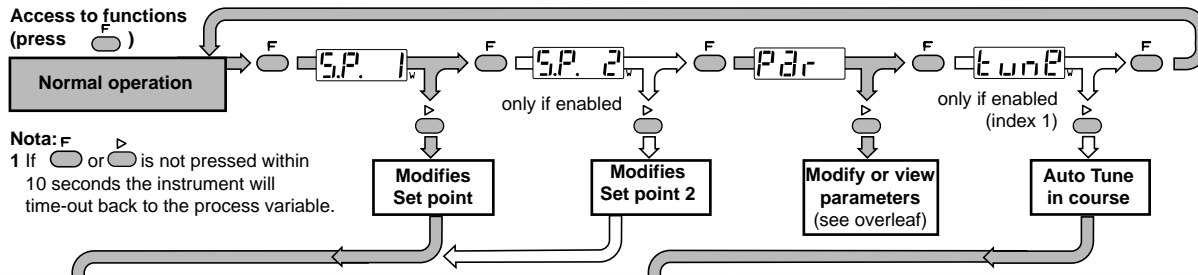 Access to functions
(press F )
Normal operation
F
S.P. 1 w
F
S.P. 2 w
F
Par
F
tune w
F
only if enabled
only if enabled
(index 1)
Nota:
F
1 If or is not pressed within
10 seconds the instrument will
time-out back to the process variable.
Modifies
Set point
Modifies
Set point 2
Modify or view
parameters
(see overleaf)
Auto Tune
in course